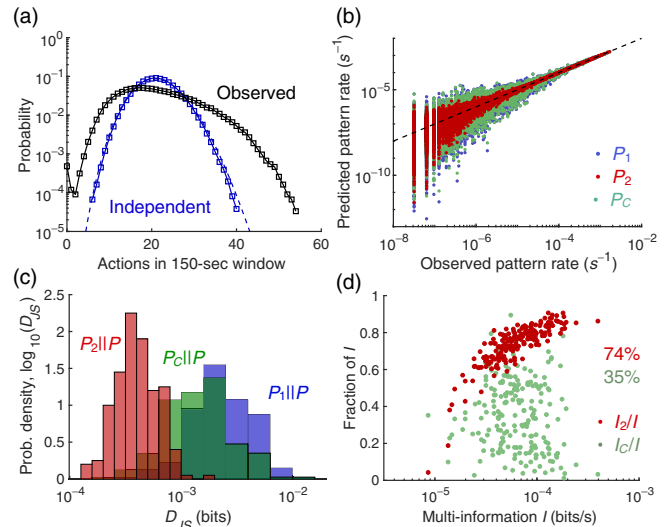 (a)
10⁰
10⁻¹
10⁻²
10⁻³
10⁻⁴
10⁻⁵
Probability
Observed
Independent
0 20 40 60
Actions in 150-sec window
(b)
10⁻⁵
10⁻¹⁰
Predicted pattern rate (s⁻¹)
P₁
P₂
P_C
10⁻⁸ 10⁻⁶ 10⁻⁴ 10⁻²
Observed pattern rate (s⁻¹)
(c)
2.5
2
1.5
1
0.5
0
Prob. density, log₁₀(D_JS)
P₂||P
P_C||P
P₁||P
10⁻⁴ 10⁻³ 10⁻²
D_JS (bits)
(d)
1
0.8
0.6
0.4
0.2
0
Fraction of I
74%
35%
I₂/I
I_C/I
10⁻⁵ 10⁻⁴ 10⁻³
Multi-information I (bits/s)